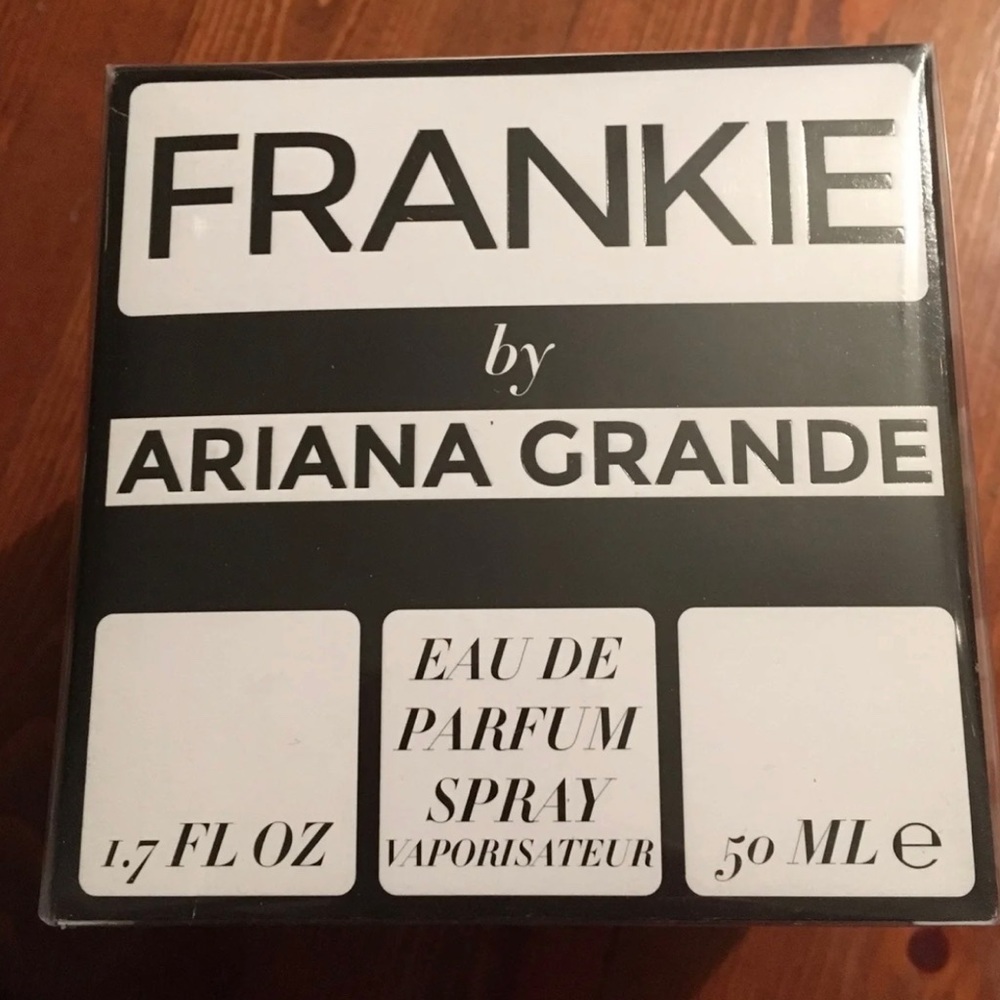 FRANKIE
by
ARIANA GRANDE
EAU DE
PARFUM
SPRAY
VAPORISATEUR
1.7 FL OZ
50 ML ℮